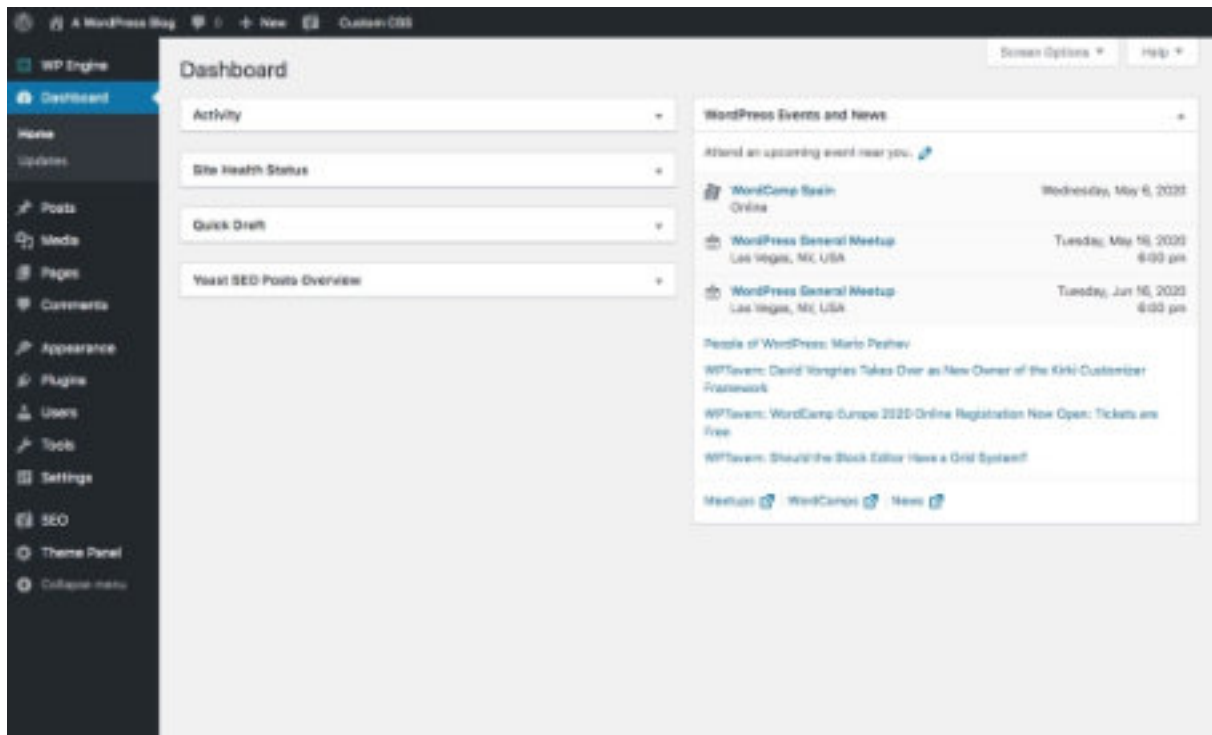 A WordPress Blog 0 + New Custom CSS
Screen Options Help
WP Engine
Dashboard
Home
Updates
Posts
Media
Pages
Comments
Appearance
Plugins
Users
Tools
Settings
SEO
Theme Panel
Collapse menu
Dashboard
Activity
Site Health Status
Quick Draft
Yoast SEO Posts Overview
WordPress Events and News
Attend an upcoming event near you.
WordCamp Spain Wednesday, May 6, 2020
Online
WordPress General Meetup Tuesday, May 2020
Las Vegas, NV, USA 6:00 pm
WordPress General Meetup Tuesday, Jun 16, 2020
Las Vegas, NV, USA 6:00 pm
People of WordPress: Mario Peshev
WPTavern: David Vongries Takes Over as New Owner of the Kirki Customizer
Framework
WPTavern: WordCamp Europe 2020 Online Registration Now Open: Tickets are
Free
WPTavern: Should the Block Editor Have a Grid System?
Meetups WordCamps News